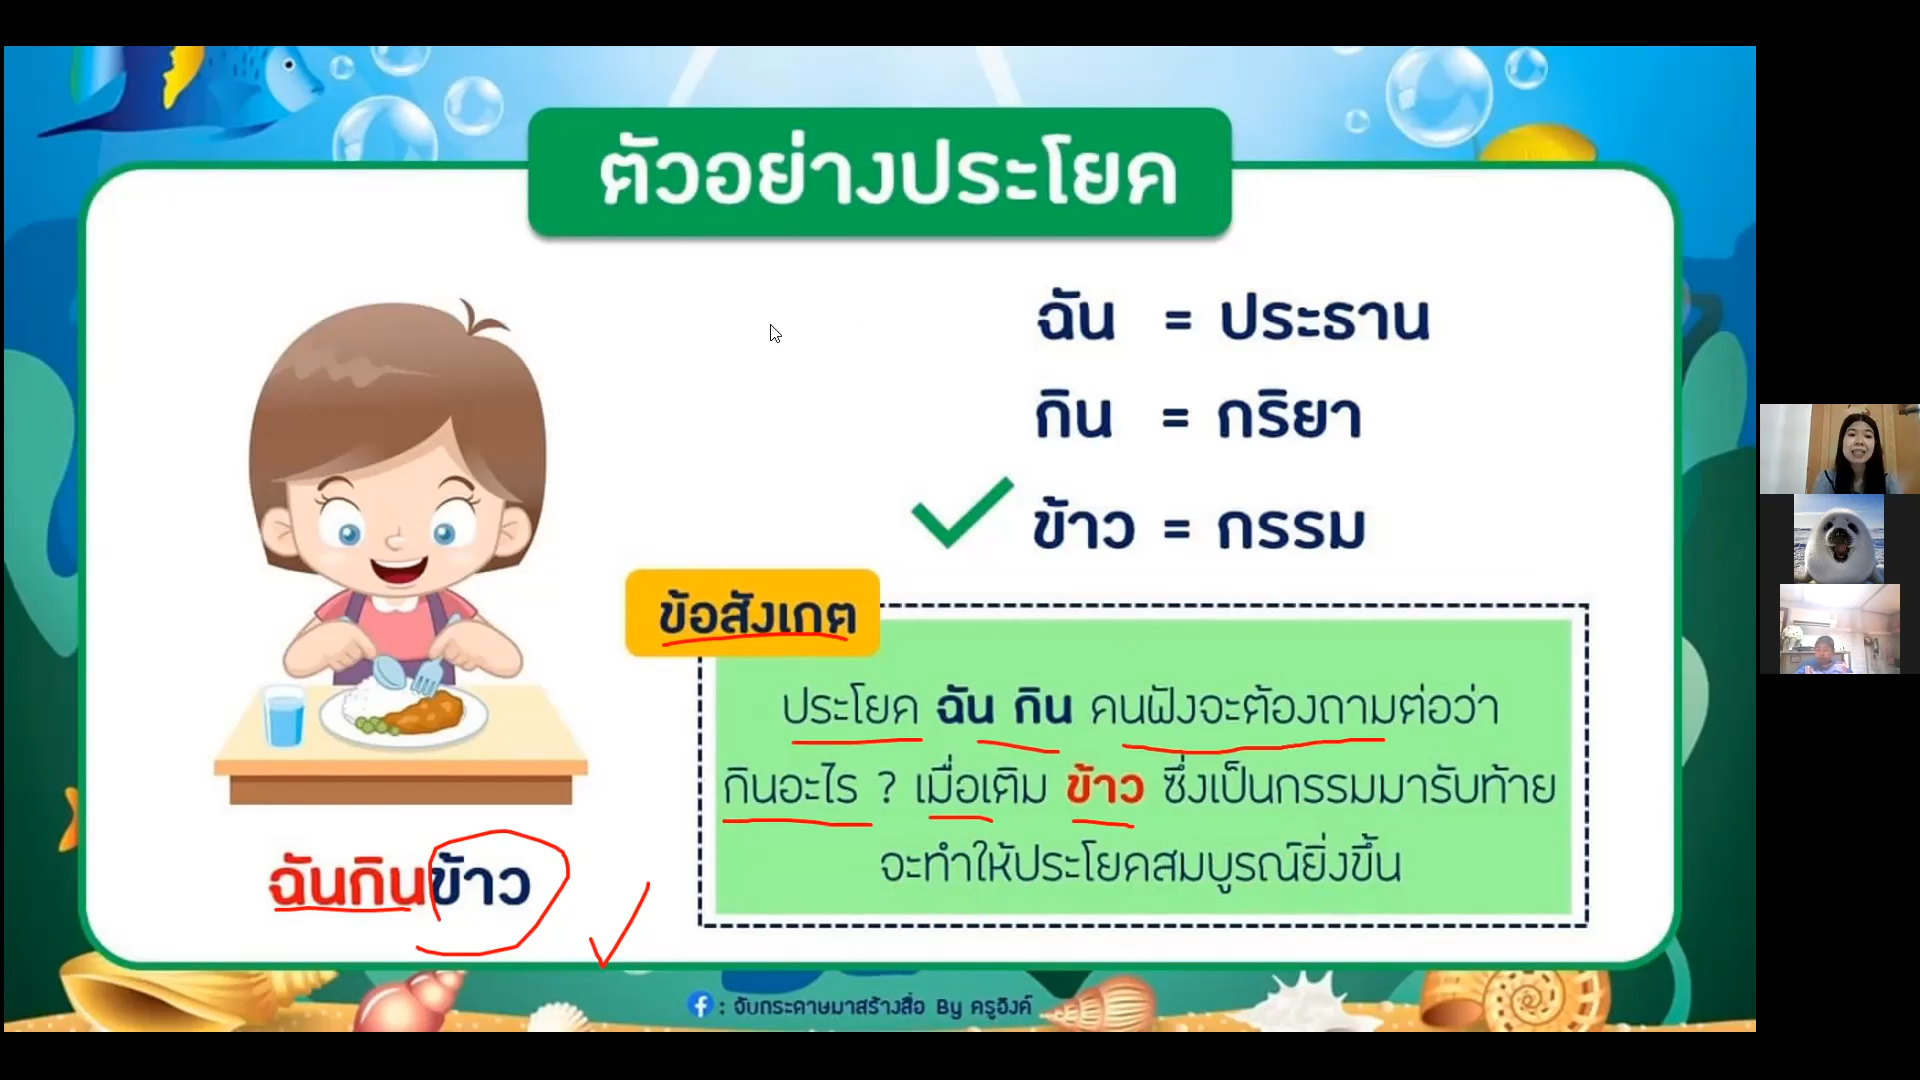 ตัวอย่างประโยค
ฉัน = ประธาน
กิน = กริยา
ข้าว = กรรม
ข้อสังเกต
ประโยค ฉัน กิน คนฟังจะต้องถามต่อว่า
กินอะไร ? เมื่อเติม ข้าว ซึ่งเป็นกรรมมารับท้าย
จะทำให้ประโยคสมบูรณ์ยิ่งขึ้น
ฉันกินข้าว
: จับกระดาษมาสร้างสื่อ By ครูอิงค์